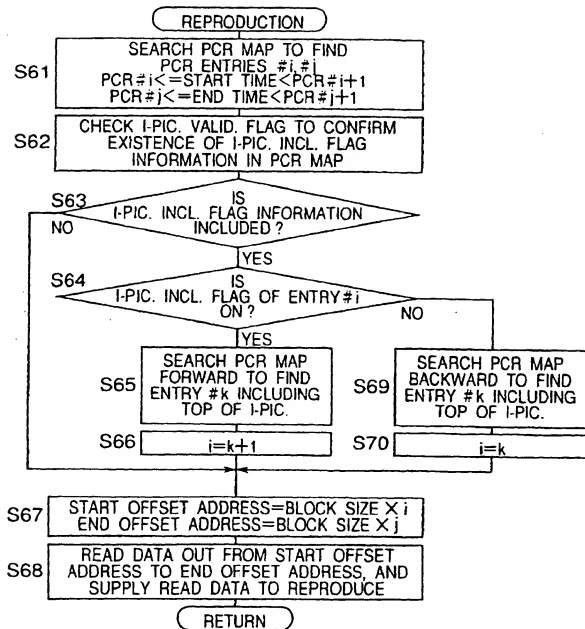 REPRODUCTION
S61
SEARCH PCR MAP TO FIND
PCR ENTRIES #i, #j
PCR#i<=START TIME<PCR#i+1
PCR#j<=END TIME<PCR#j+1
S62
CHECK I-PIC. VALID. FLAG TO CONFIRM
EXISTENCE OF I-PIC. INCL. FLAG
INFORMATION IN PCR MAP
S63
IS
I-PIC. INCL. FLAG INFORMATION
INCLUDED?
NO
YES
S64
IS
I-PIC. INCL. FLAG OF ENTRY#i
ON?
NO
YES
S65
SEARCH PCR MAP
FORWARD TO FIND
ENTRY #k INCLUDING
TOP OF I-PIC.
S66
i=k+1
S69
SEARCH PCR MAP
BACKWARD TO FIND
ENTRY #k INCLUDING
TOP OF I-PIC.
S70
i=k
S67
START OFFSET ADDRESS=BLOCK SIZE×i
END OFFSET ADDRESS=BLOCK SIZE×j
S68
READ DATA OUT FROM START OFFSET
ADDRESS TO END OFFSET ADDRESS, AND
SUPPLY READ DATA TO REPRODUCE
RETURN